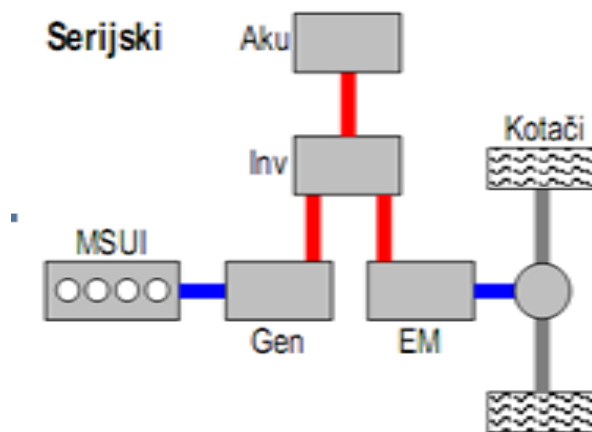 Serijski
Aku
Inv
Kotači
MSUI
Gen
EM